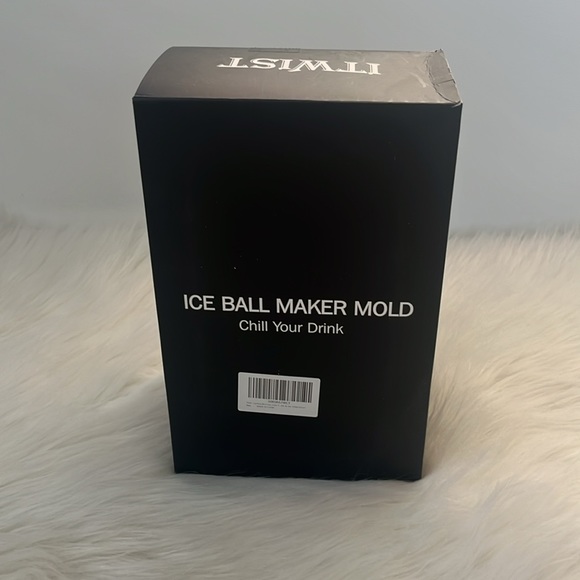 ITWIST
ICE BALL MAKER MOLD
Chill Your Drink